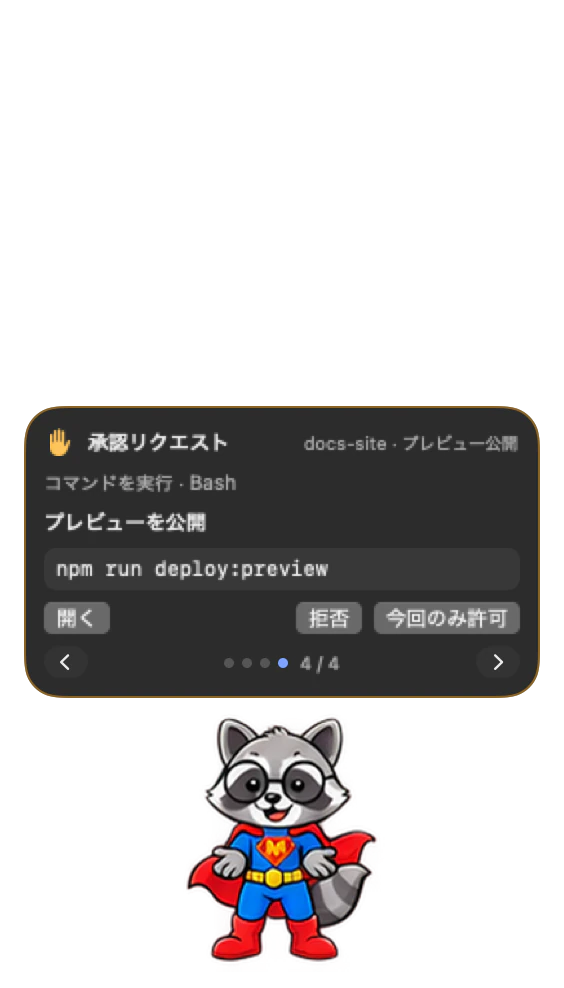 承認リクエスト docs-site · プレビュー公開
コマンドを実行 · Bash
プレビューを公開
npm run deploy:preview
開く 拒否 今回のみ許可
4 / 4
M